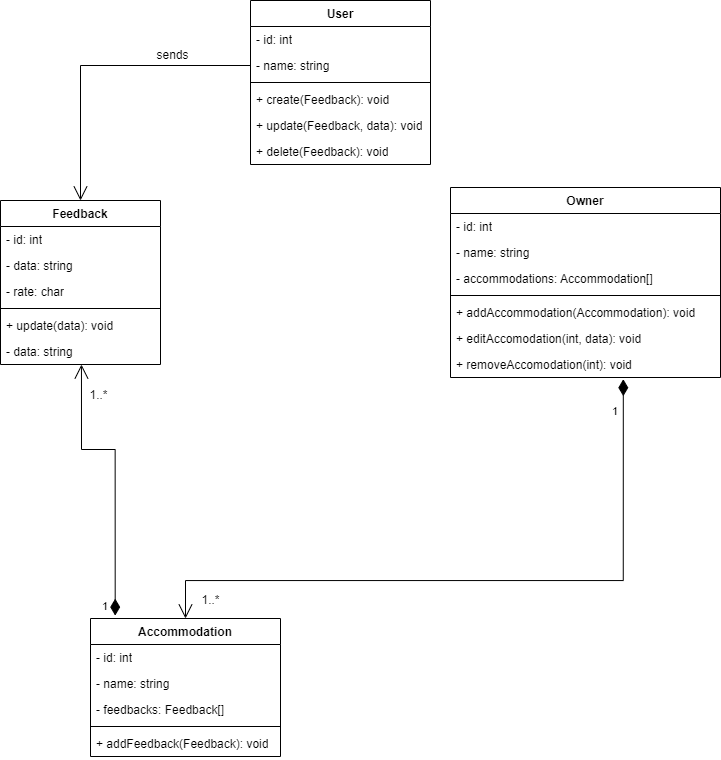 User
- id: int
- name: string
+ create(Feedback): void
+ update(Feedback, data): void
+ delete(Feedback): void
sends
Feedback
- id: int
- data: string
- rate: char
+ update(data): void
- data: string
1..*
Owner
- id: int
- name: string
- accommodations: Accommodation[]
+ addAccommodation(Accommodation): void
+ editAccomodation(int, data): void
+ removeAccomodation(int): void
1
1..*
1
Accommodation
- id: int
- name: string
- feedbacks: Feedback[]
+ addFeedback(Feedback): void